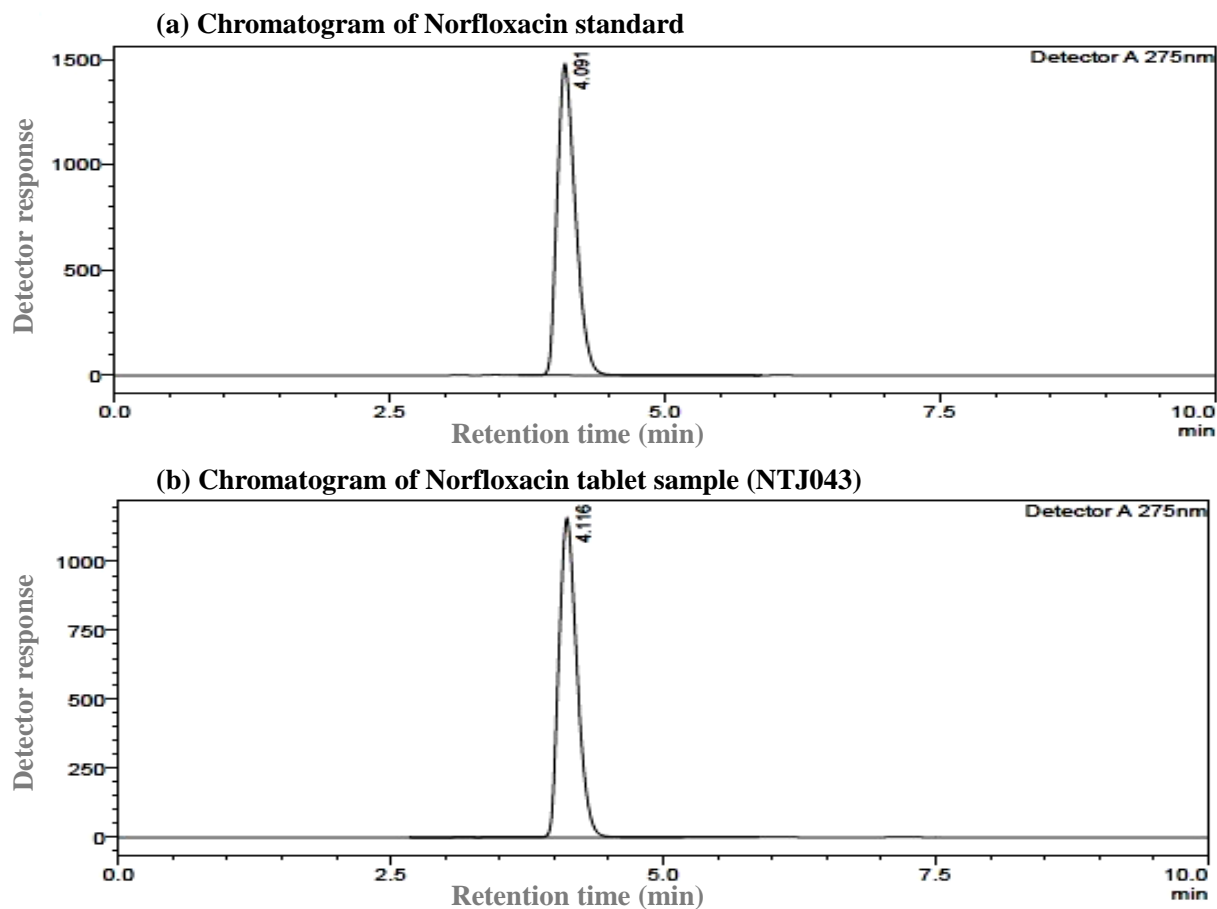 (a) Chromatogram of Norfloxacin standard
Detector A 275nm
4.091
Detector response
1500
1000
500
0
0.0 2.5 5.0 7.5 10.0
Retention time (min) min
(b) Chromatogram of Norfloxacin tablet sample (NTJ043)
Detector A 275nm
4.116
Detector response
1000
750
500
250
0
0.0 2.5 5.0 7.5 10.0
Retention time (min) min